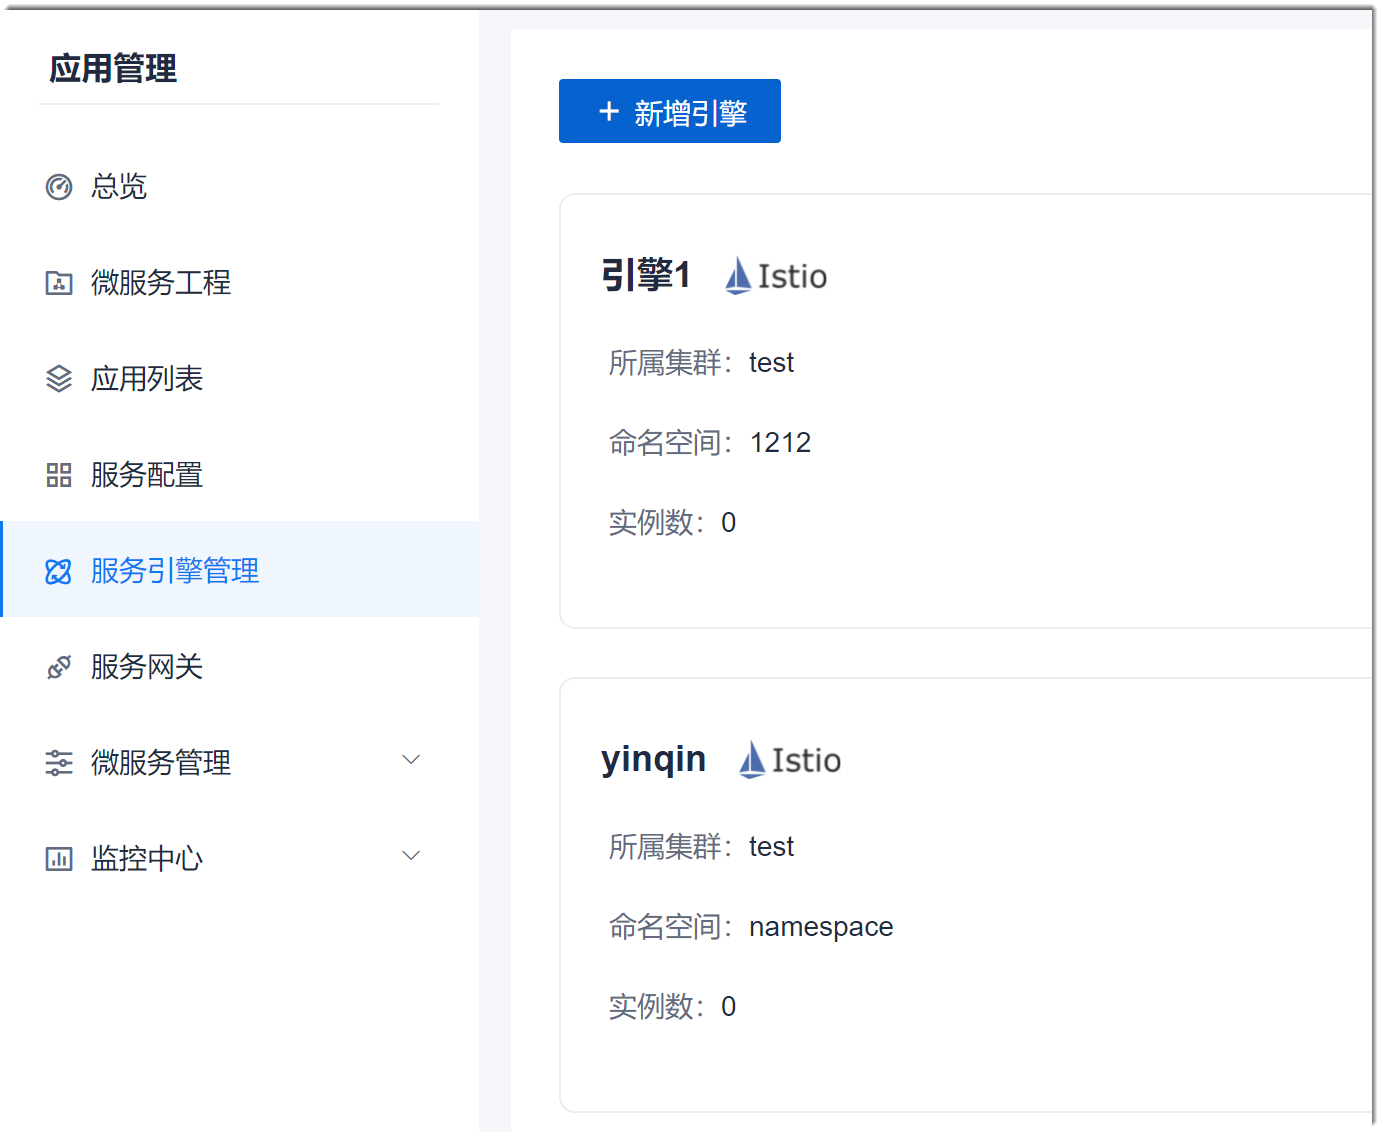 应用管理
总览
微服务工程
应用列表
服务配置
服务引擎管理
服务网关
微服务管理
监控中心
+ 新增引擎
引擎1 Istio
所属集群：test
命名空间：1212
实例数：0
yinqin Istio
所属集群：test
命名空间：namespace
实例数：0